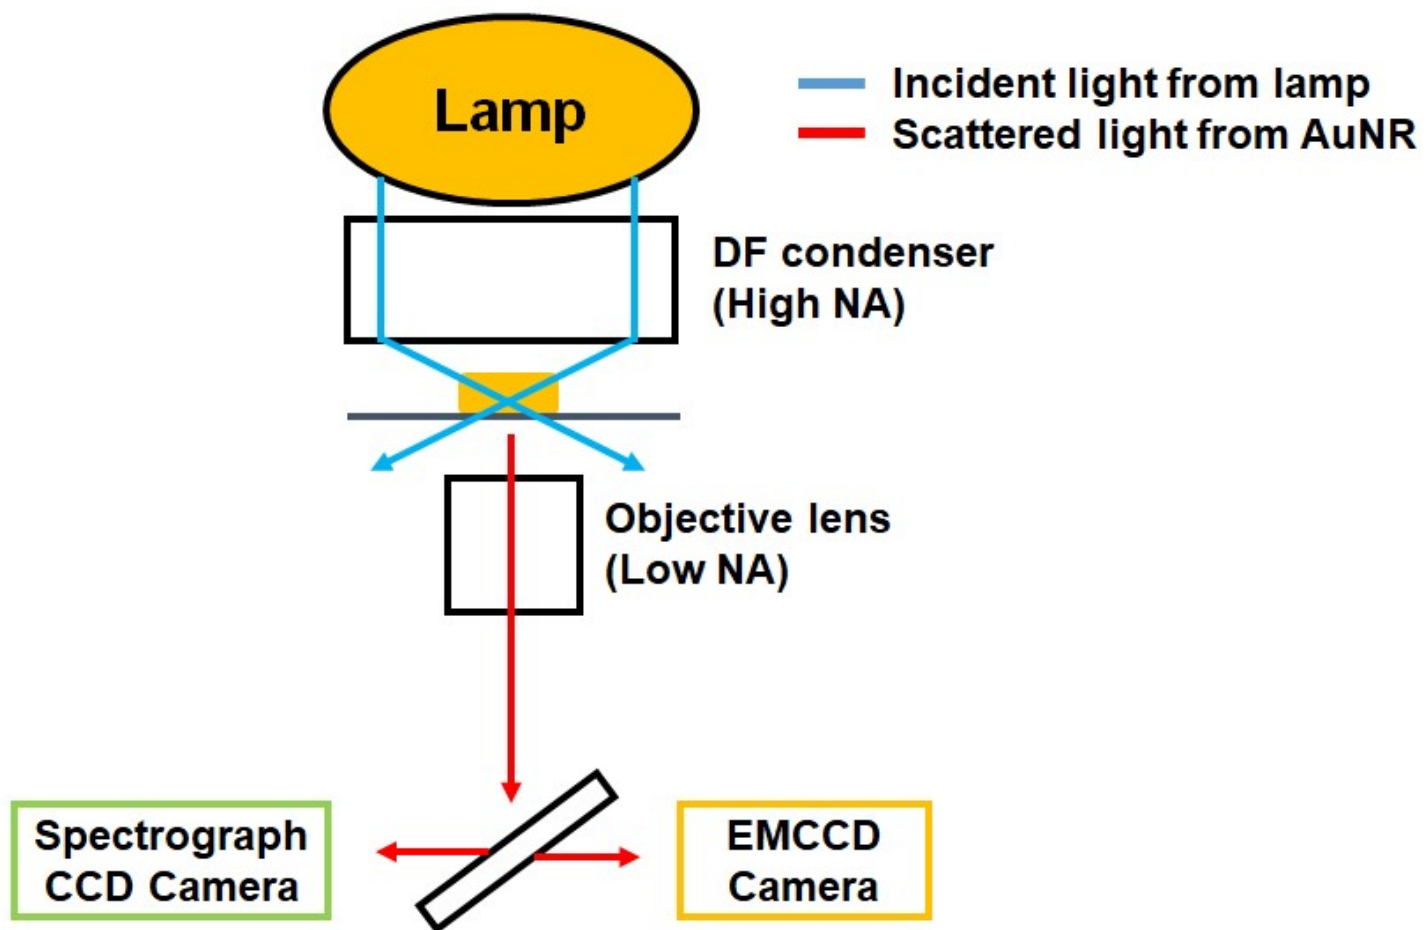 Lamp
Incident light from lamp
Scattered light from AuNR
DF condenser
(High NA)
Objective lens
(Low NA)
Spectrograph
CCD Camera
EMCCD
Camera